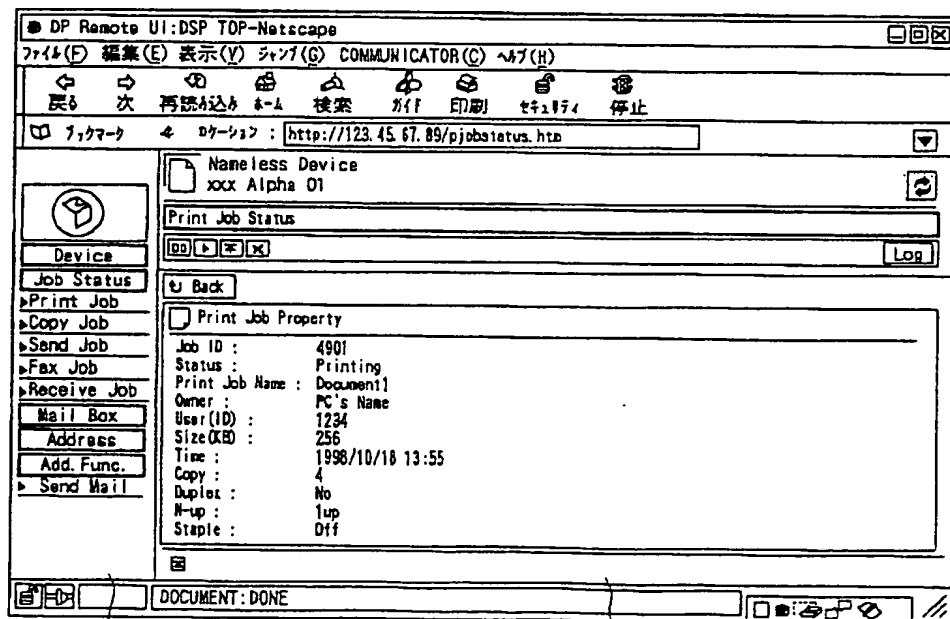 DP Remote UI:DSP TOP-Netscape
ファイル(F) 編集(E) 表示(V) ジャンプ(G) COMMUNICATOR(C) ヘルプ(H)
戻る 次 再読み込み ホーム 検索 ガイド 印刷 セキュリティ 停止
ブックマーク ロケーション : http://123.45.67.89/pjobstatus.htm
Nameless Device
xxx Alpha 01
Print Job Status
Log
Device
Job Status
Print Job
Copy Job
Send Job
Fax Job
Receive Job
Mail Box
Address
Add.Func.
Send Mail
Back
Print Job Property
Job ID : 4901
Status : Printing
Print Job Name : Document1
Owner : PC's Name
User(ID) : 1234
Size(KB) : 256
Time : 1998/10/18 13:55
Copy : 4
Duplex : No
N-up : 1up
Staple : Off
DOCUMENT:DONE